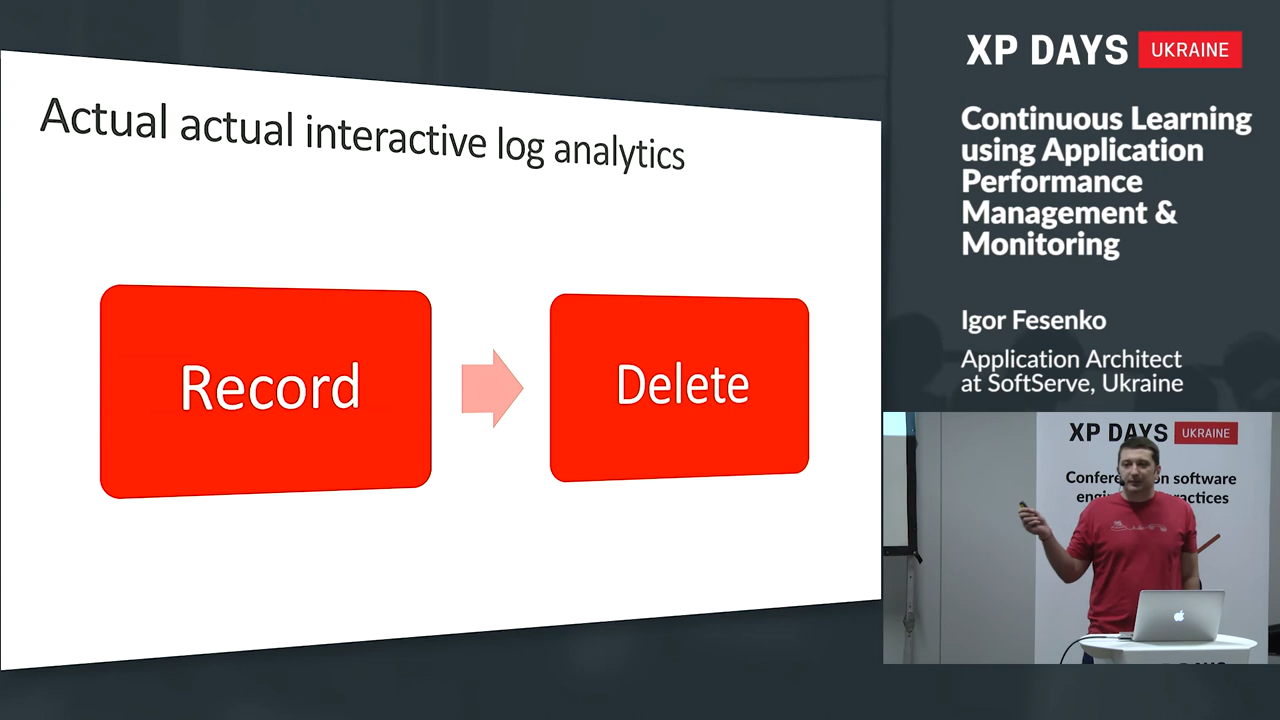 Actual actual interactive log analytics
Record
Delete
XP DAYS UKRAINE
Continuous Learning
using Application
Performance
Management &
Monitoring
Igor Fesenko
Application Architect
at SoftServe, Ukraine
XP DAYS UKRAINE
software